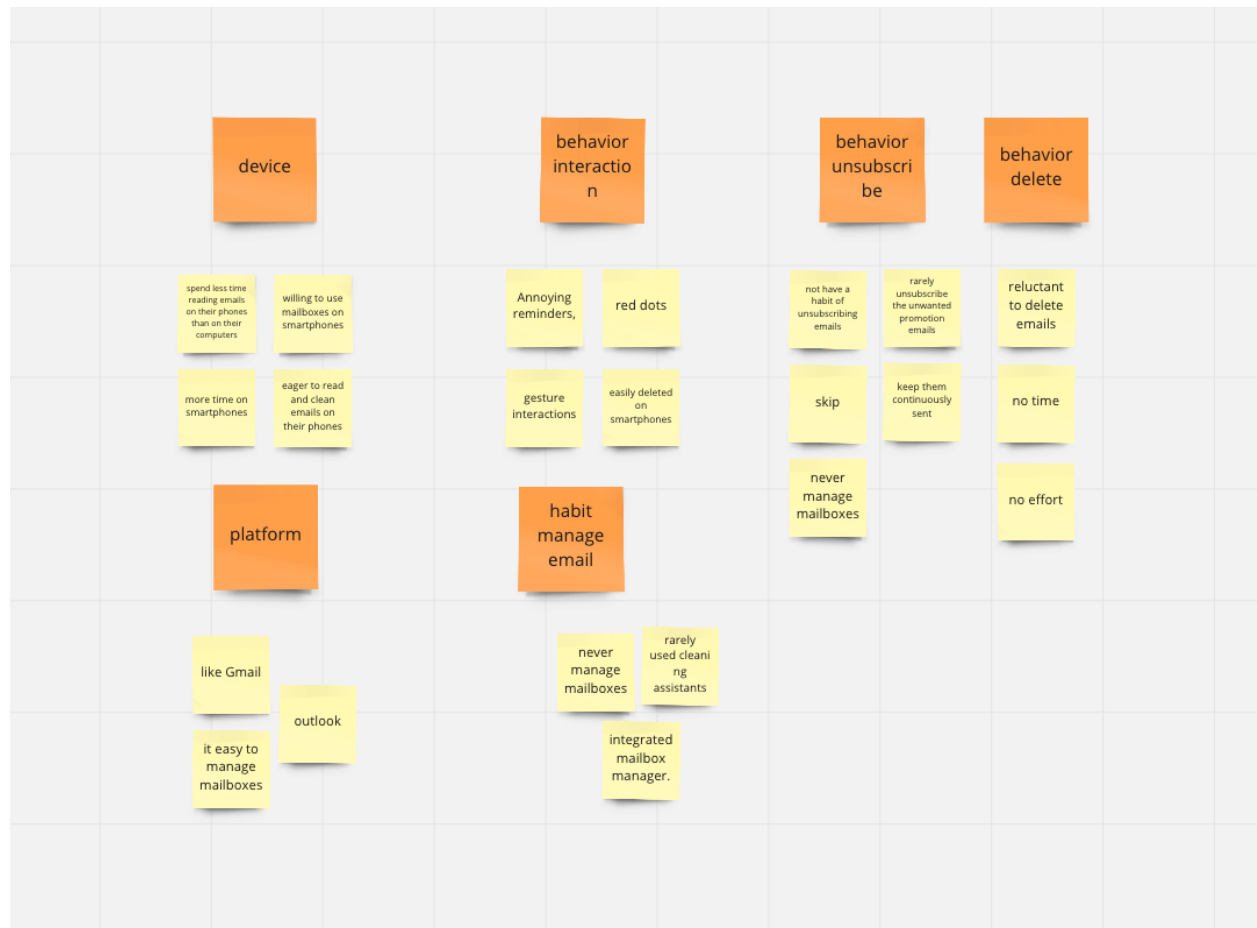 device
spend less time
reading emails
on their phones
than on their
computers
willing to use
mailboxes on
smartphones
more time on
smartphones
eager to read
and clean
emails on
their phones
platform
like Gmail
outlook
it easy to
manage
mailboxes
behavior
interactio
n
Annoying
reminders,
red dots
gesture
interactions
easily deleted
on
smartphones
habit
manage
email
never
manage
mailboxes
rarely
used cleani
ng
assistants
integrated
mailbox
manager.
behavior
unsubscri
be
not have a
habit of
unsubscribing
emails
rarely
unsubscribe
the unwanted
promotion
emails
skip
keep them
continuously
sent
never
manage
mailboxes
behavior
delete
reluctant
to delete
emails
no time
no effort